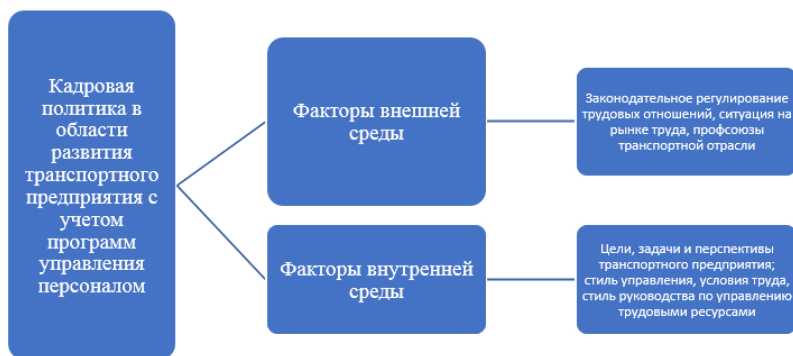 Кадровая
политика в
области
развития
транспортного
предприятия с
учетом
программ
управления
персоналом
Факторы внешней
среды
Законодательное регулирование
трудовых отношений, ситуация на
рынке труда, профсоюзы
транспортной отрасли
Факторы внутренней
среды
Цели, задачи и перспективы
транспортного предприятия;
стиль управления, условия труда,
стиль руководства по управлению
трудовыми ресурсами